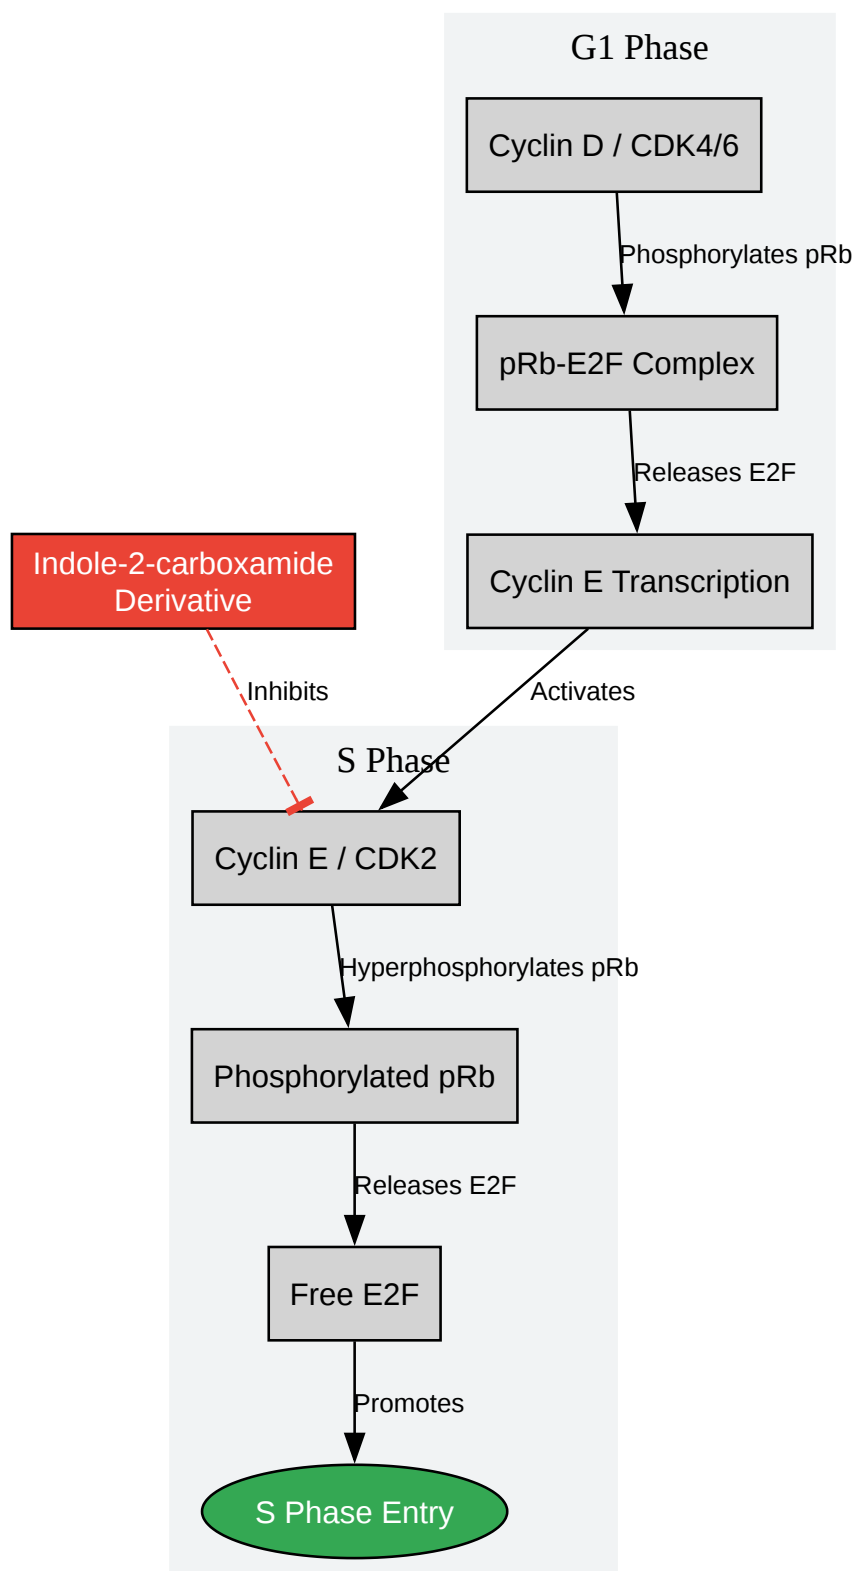 G1 Phase
Cyclin D / CDK4/6
Phosphorylates pRb
pRb-E2F Complex
Releases E2F
Cyclin E Transcription
Indole-2-carboxamide
Derivative
Inhibits
Activates
S Phase
Cyclin E / CDK2
Hyperphosphorylates pRb
Phosphorylated pRb
Releases E2F
Free E2F
Promotes
S Phase Entry